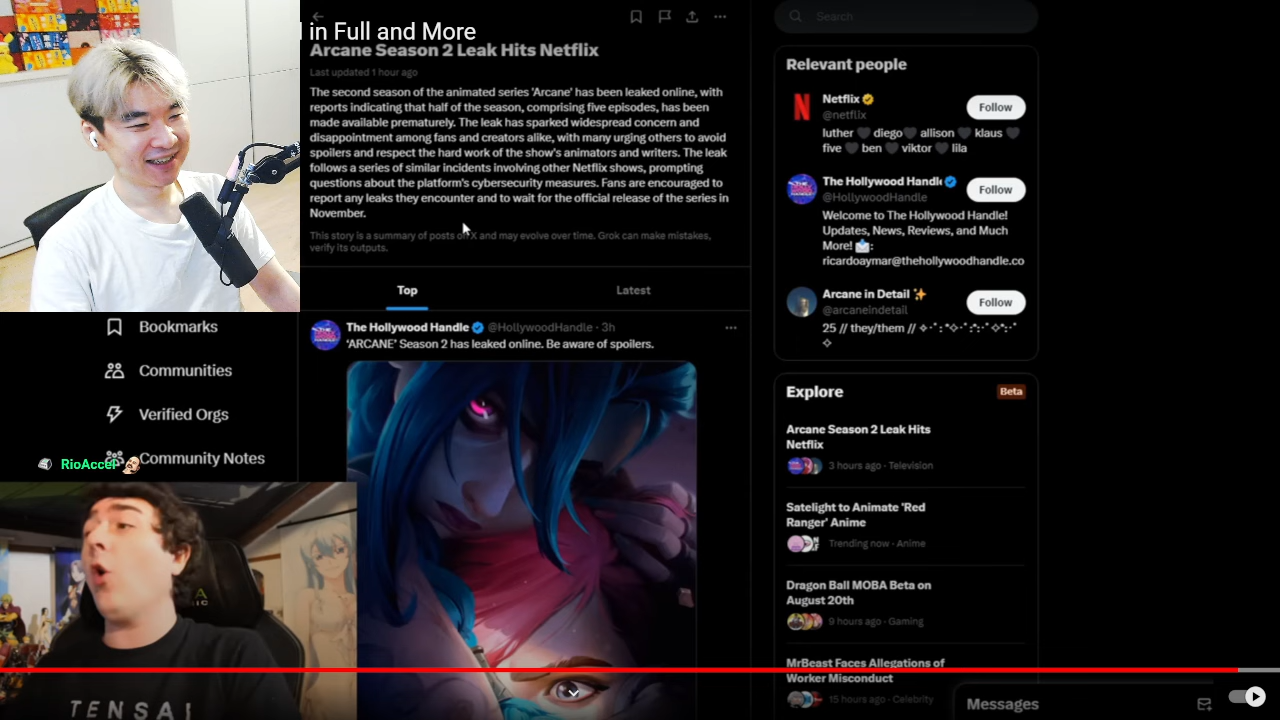 in Full and More
Arcane Season 2 Leak Hits Netflix
Last updated 1 hour ago
The second season of the animated series 'Arcane' has been leaked online, with
reports indicating that half of the season, comprising five episodes, has been
made available prematurely. The leak has sparked widespread concern and
disappointment among fans and creators alike, with many urging others to avoid
spoilers and respect the hard work of the show's animators and writers. The leak
follows a series of similar incidents involving other Netflix shows, prompting
questions about the platform's cybersecurity measures. Fans are encouraged to
report any leaks they encounter and to wait for the official release of the series in
November.
This story is a summary of posts on X and may evolve over time. Grok can make mistakes,
verify its outputs.
Top
Latest
The Hollywood Handle @HollywoodHandle · 3h
'ARCANE' Season 2 has leaked online. Be aware of spoilers.
Bookmarks
Communities
Verified Orgs
Community Notes
RioAccel
TENSAI
Search
Relevant people
Netflix
@netflix
Follow
luther 🖤 diego🖤 allison 🖤 klaus 🖤
five 🖤 ben 🖤 viktor 🖤 lila
The Hollywood Handle
@HollywoodHandle
Follow
Welcome to The Hollywood Handle!
Updates, News, Reviews, and Much
More! 📩:
ricardoaymar@thehollywoodhandle.co
Arcane in Detail ✨
@arcaneindetail
Follow
25 // they/them //
Explore
Beta
Arcane Season 2 Leak Hits
Netflix
3 hours ago · Television
Satelight to Animate 'Red
Ranger' Anime
Trending now · Anime
Dragon Ball MOBA Beta on
August 20th
9 hours ago · Gaming
MrBeast Faces Allegations of
Worker Misconduct
15 hours ago · Celebrity
Messages